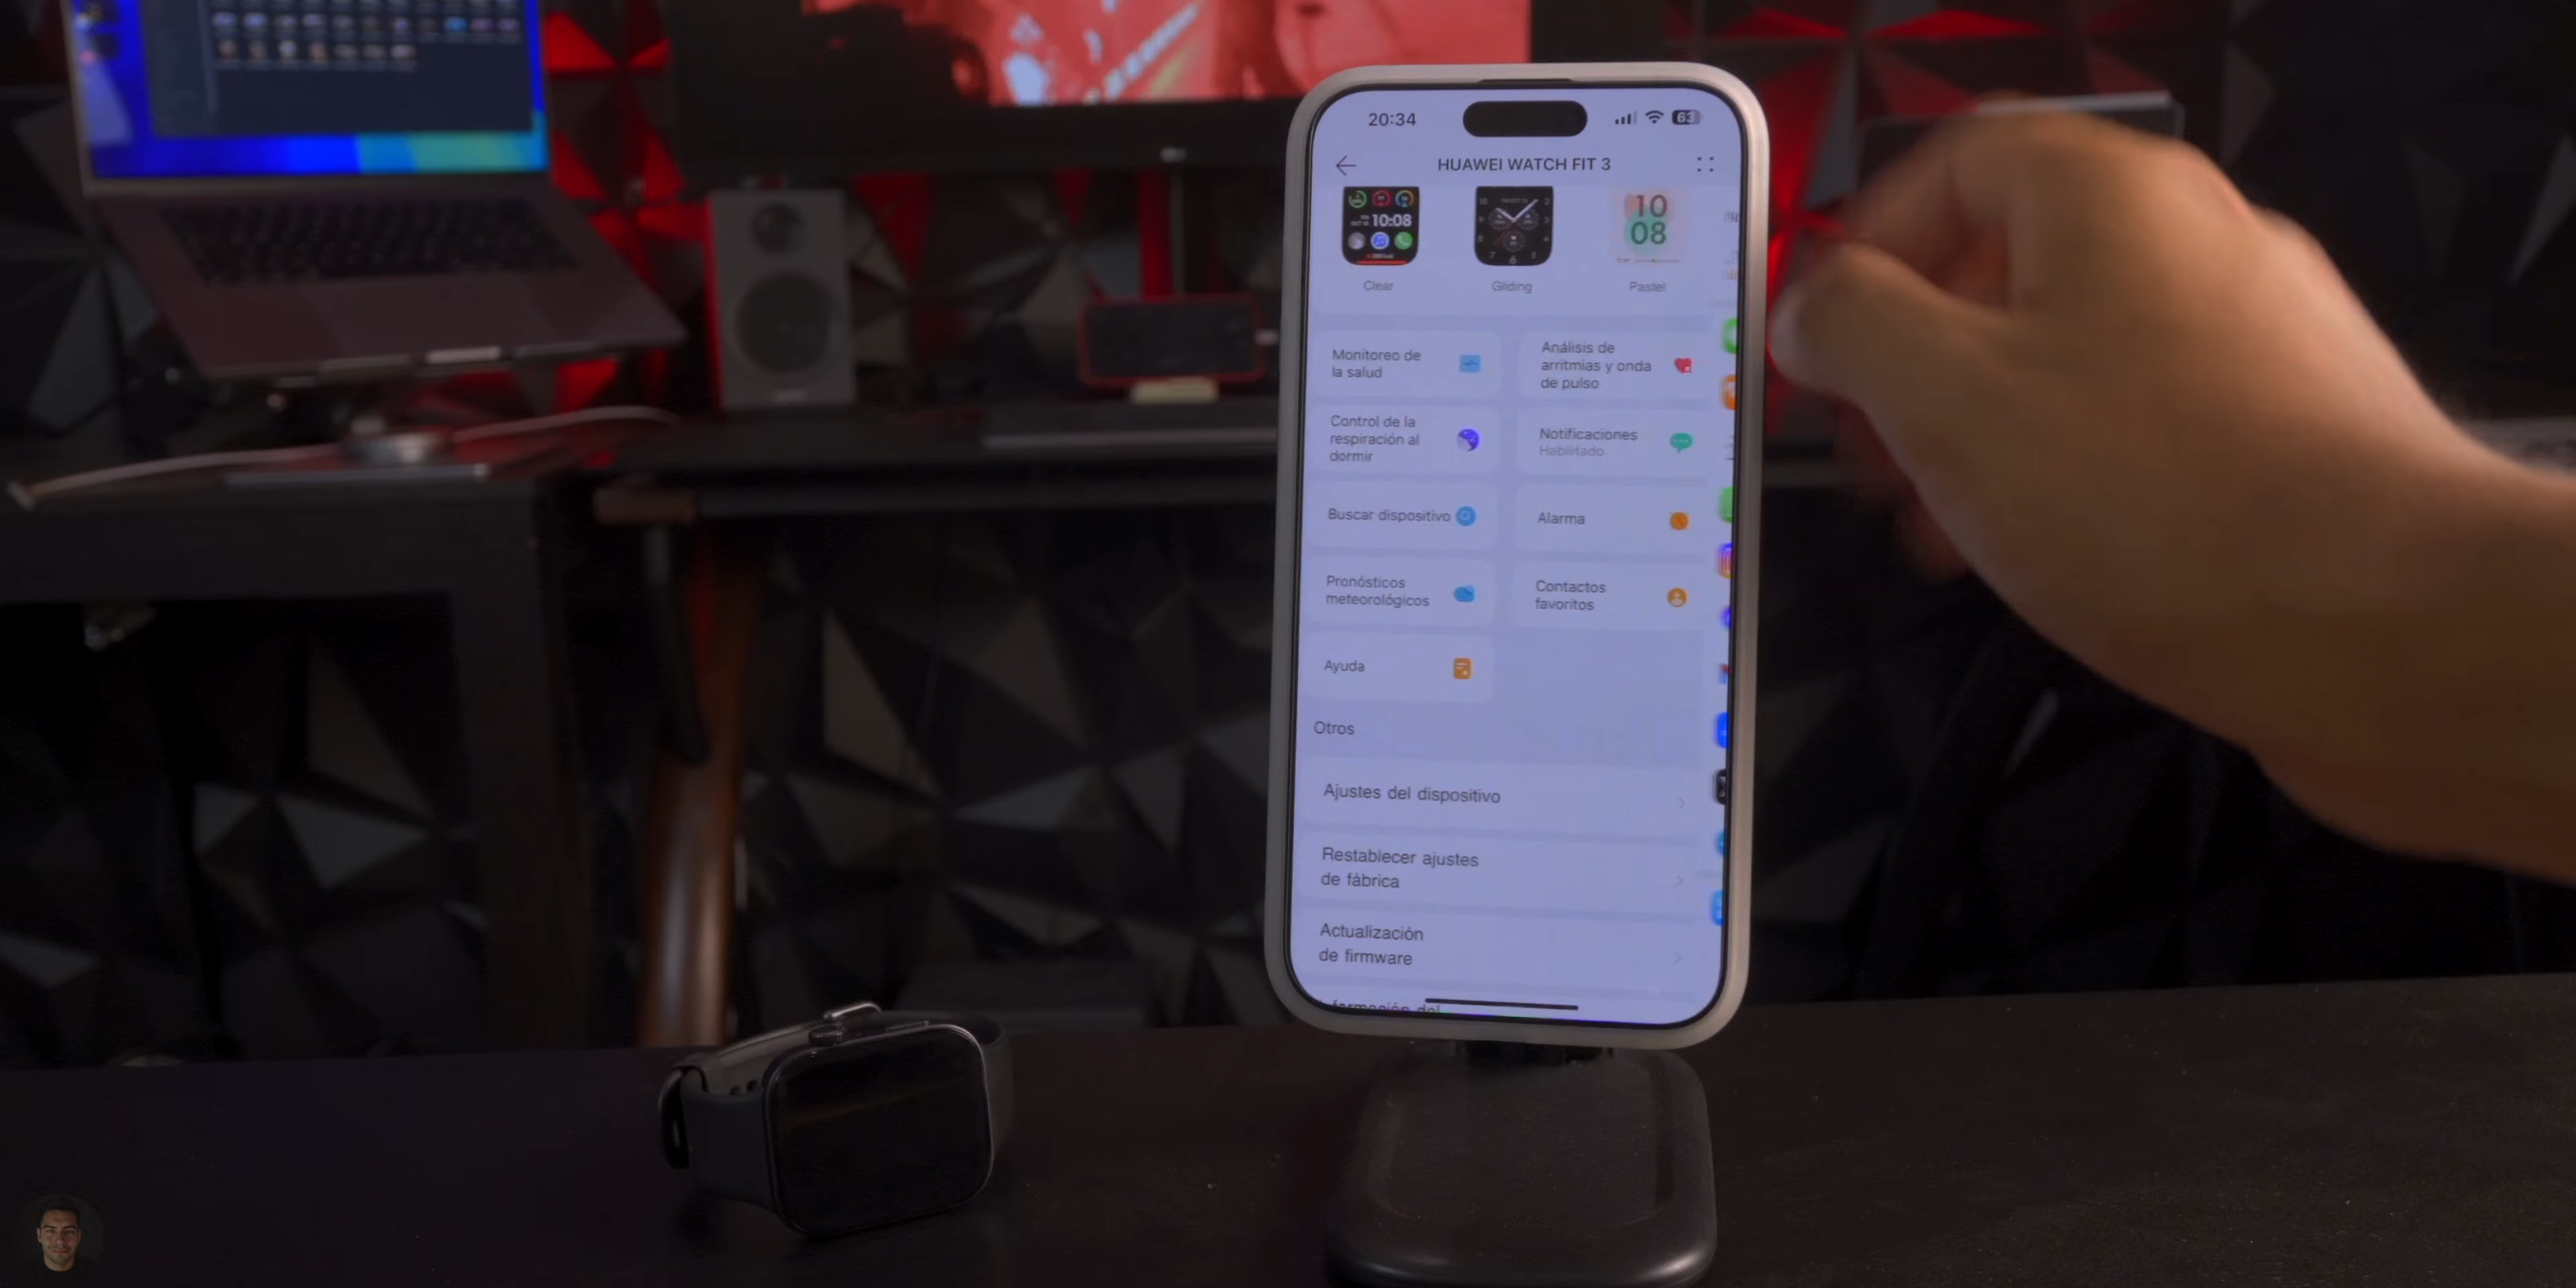 20:34
63
HUAWEI WATCH FIT 3
10:08
10
08
Clear
Gliding
Pastel
Monitoreo de
la salud
Análisis de
arritmias y onda
de pulso
Control de la
respiración al
dormir
Notificaciones
Habilitado
Buscar dispositivo
Alarma
Pronósticos
meteorológicos
Contactos
favoritos
Ayuda
Otros
Ajustes del dispositivo
Restablecer ajustes
de fábrica
Actualización
de firmware